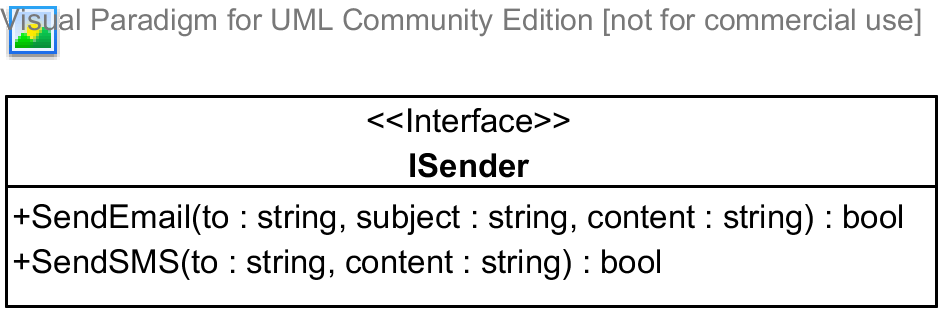 Visual Paradigm for UML Community Edition [not for commercial use]
<<Interface>>
ISender
+SendEmail(to : string, subject : string, content : string) : bool
+SendSMS(to : string, content : string) : bool